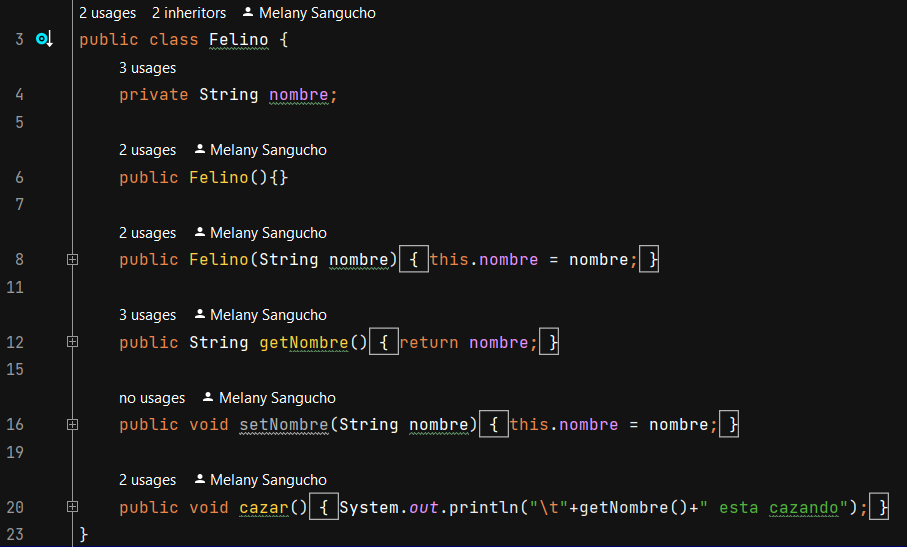 2 usages 2 inheritors Melany Sangucho
3 public class Felino {
3 usages
4 private String nombre;
5
2 usages Melany Sangucho
6 public Felino(){}
7
2 usages Melany Sangucho
8 public Felino(String nombre) { this.nombre = nombre; }
11
3 usages Melany Sangucho
12 public String getNombre() { return nombre; }
15
no usages Melany Sangucho
16 public void setNombre(String nombre) { this.nombre = nombre; }
19
2 usages Melany Sangucho
20 public void cazar() { System.out.println("\t"+getNombre()+" esta cazando"); }
23 }